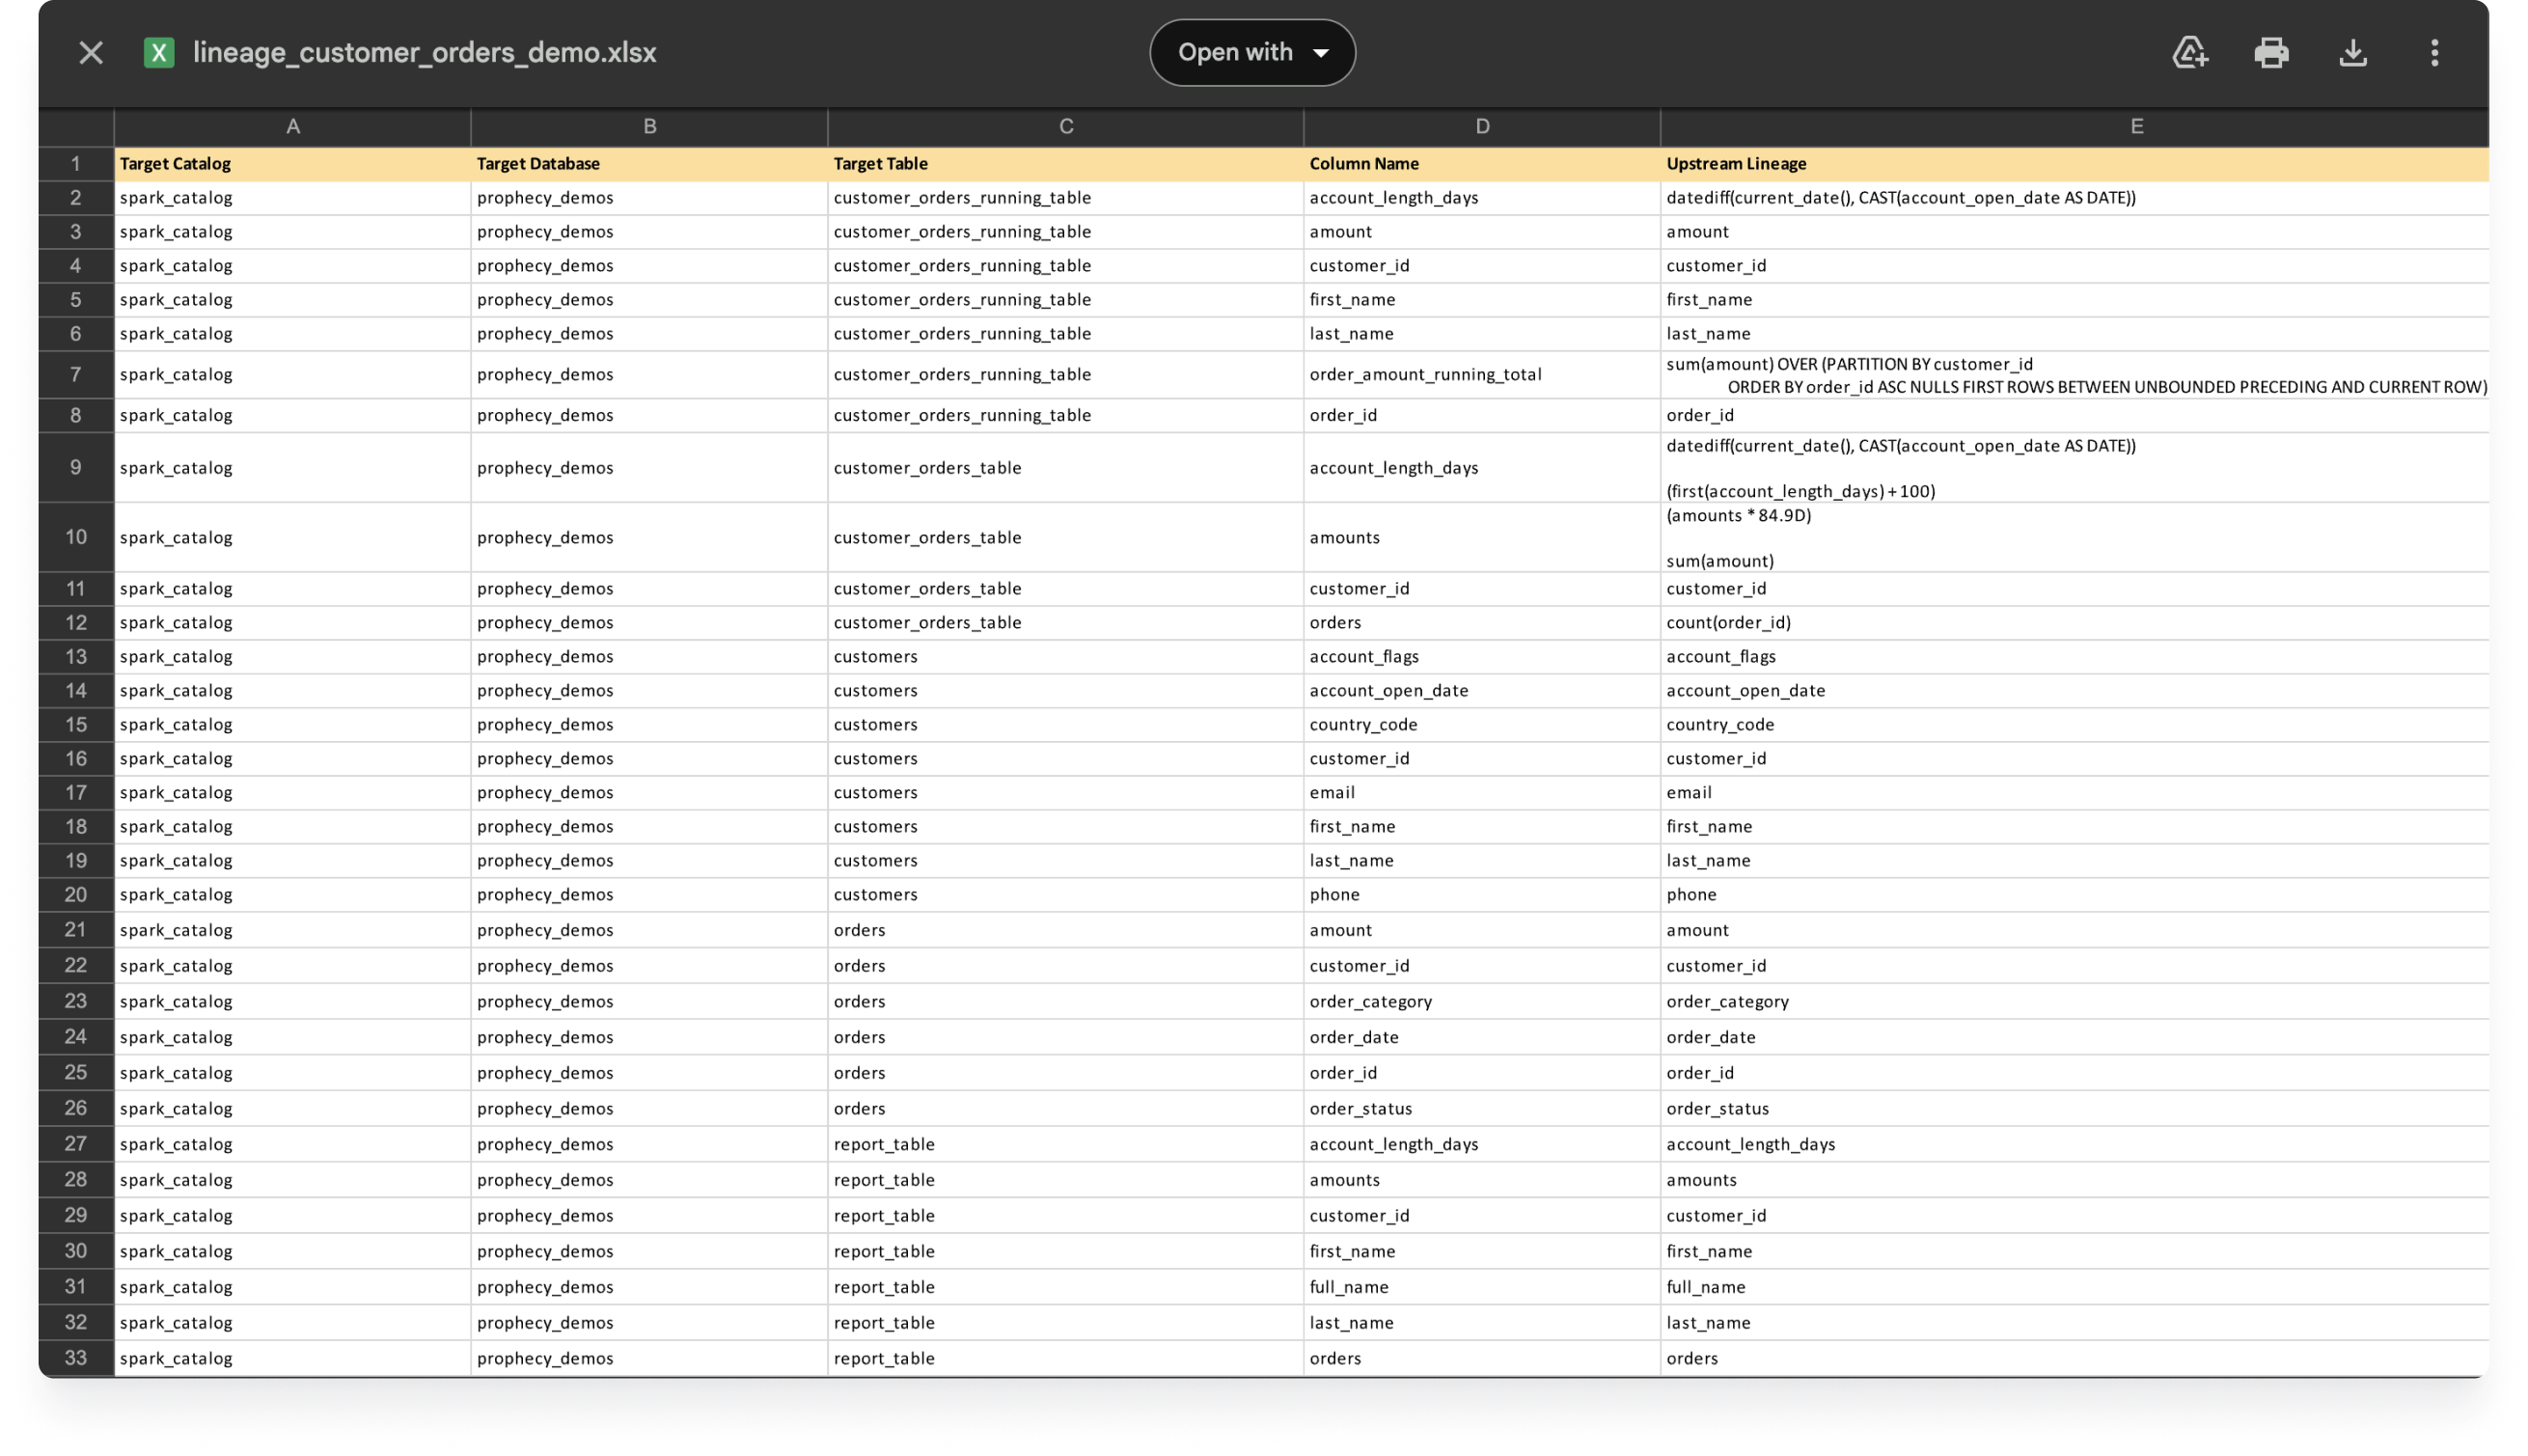 lineage_customer_orders_demo.xlsx Open with
A B C D E
1 Target Catalog Target Database Target Table Column Name Upstream Lineage
2 spark_catalog prophecy_demos customer_orders_running_table account_length_days datediff(current_date(), CAST(account_open_date AS DATE))
3 spark_catalog prophecy_demos customer_orders_running_table amount amount
4 spark_catalog prophecy_demos customer_orders_running_table customer_id customer_id
5 spark_catalog prophecy_demos customer_orders_running_table first_name first_name
6 spark_catalog prophecy_demos customer_orders_running_table last_name last_name
7 spark_catalog prophecy_demos customer_orders_running_table order_amount_running_total sum(amount) OVER (PARTITION BY customer_id
ORDER BY order_id ASC NULLS FIRST ROWS BETWEEN UNBOUNDED PRECEDING AND CURRENT ROW)
8 spark_catalog prophecy_demos customer_orders_running_table order_id order_id
9 spark_catalog prophecy_demos customer_orders_table account_length_days datediff(current_date(), CAST(account_open_date AS DATE))
(first(account_length_days) + 100)
10 spark_catalog prophecy_demos customer_orders_table amounts (amounts * 84.9D)
sum(amount)
11 spark_catalog prophecy_demos customer_orders_table customer_id customer_id
12 spark_catalog prophecy_demos customer_orders_table orders count(order_id)
13 spark_catalog prophecy_demos customers account_flags account_flags
14 spark_catalog prophecy_demos customers account_open_date account_open_date
15 spark_catalog prophecy_demos customers country_code country_code
16 spark_catalog prophecy_demos customers customer_id customer_id
17 spark_catalog prophecy_demos customers email email
18 spark_catalog prophecy_demos customers first_name first_name
19 spark_catalog prophecy_demos customers last_name last_name
20 spark_catalog prophecy_demos customers phone phone
21 spark_catalog prophecy_demos orders amount amount
22 spark_catalog prophecy_demos orders customer_id customer_id
23 spark_catalog prophecy_demos orders order_category order_category
24 spark_catalog prophecy_demos orders order_date order_date
25 spark_catalog prophecy_demos orders order_id order_id
26 spark_catalog prophecy_demos orders order_status order_status
27 spark_catalog prophecy_demos report_table account_length_days account_length_days
28 spark_catalog prophecy_demos report_table amounts amounts
29 spark_catalog prophecy_demos report_table customer_id customer_id
30 spark_catalog prophecy_demos report_table first_name first_name
31 spark_catalog prophecy_demos report_table full_name full_name
32 spark_catalog prophecy_demos report_table last_name last_name
33 spark_catalog prophecy_demos report_table orders orders